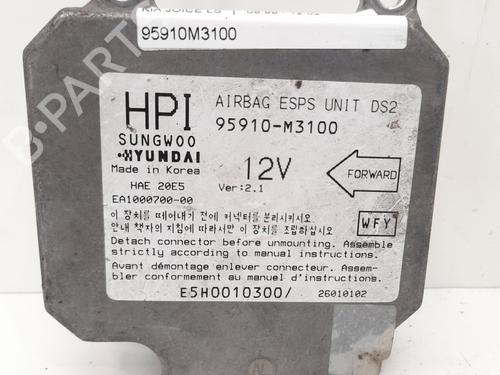 95910M3100
HPI
AIRBAG ESPS UNIT DS2
95910-M3100
SUNGWOO
HYUNDAI
Made in Korea
12V
FORWARD
HAE 20E5
Ver:2.1
EA1000700-00
이 장치를 떼어내기 전에 커넥터를 분리시키시오
안내 책자의 지침에 따라서만 이 장치를 조립하십시오
WFY
Detach connector before unmounting. Assemble
strictly according to manual instructions.
Avant démontage enlever connecteur. Assem-
bler conformement au manuel d'instructions.
E5H0010300/
26010102